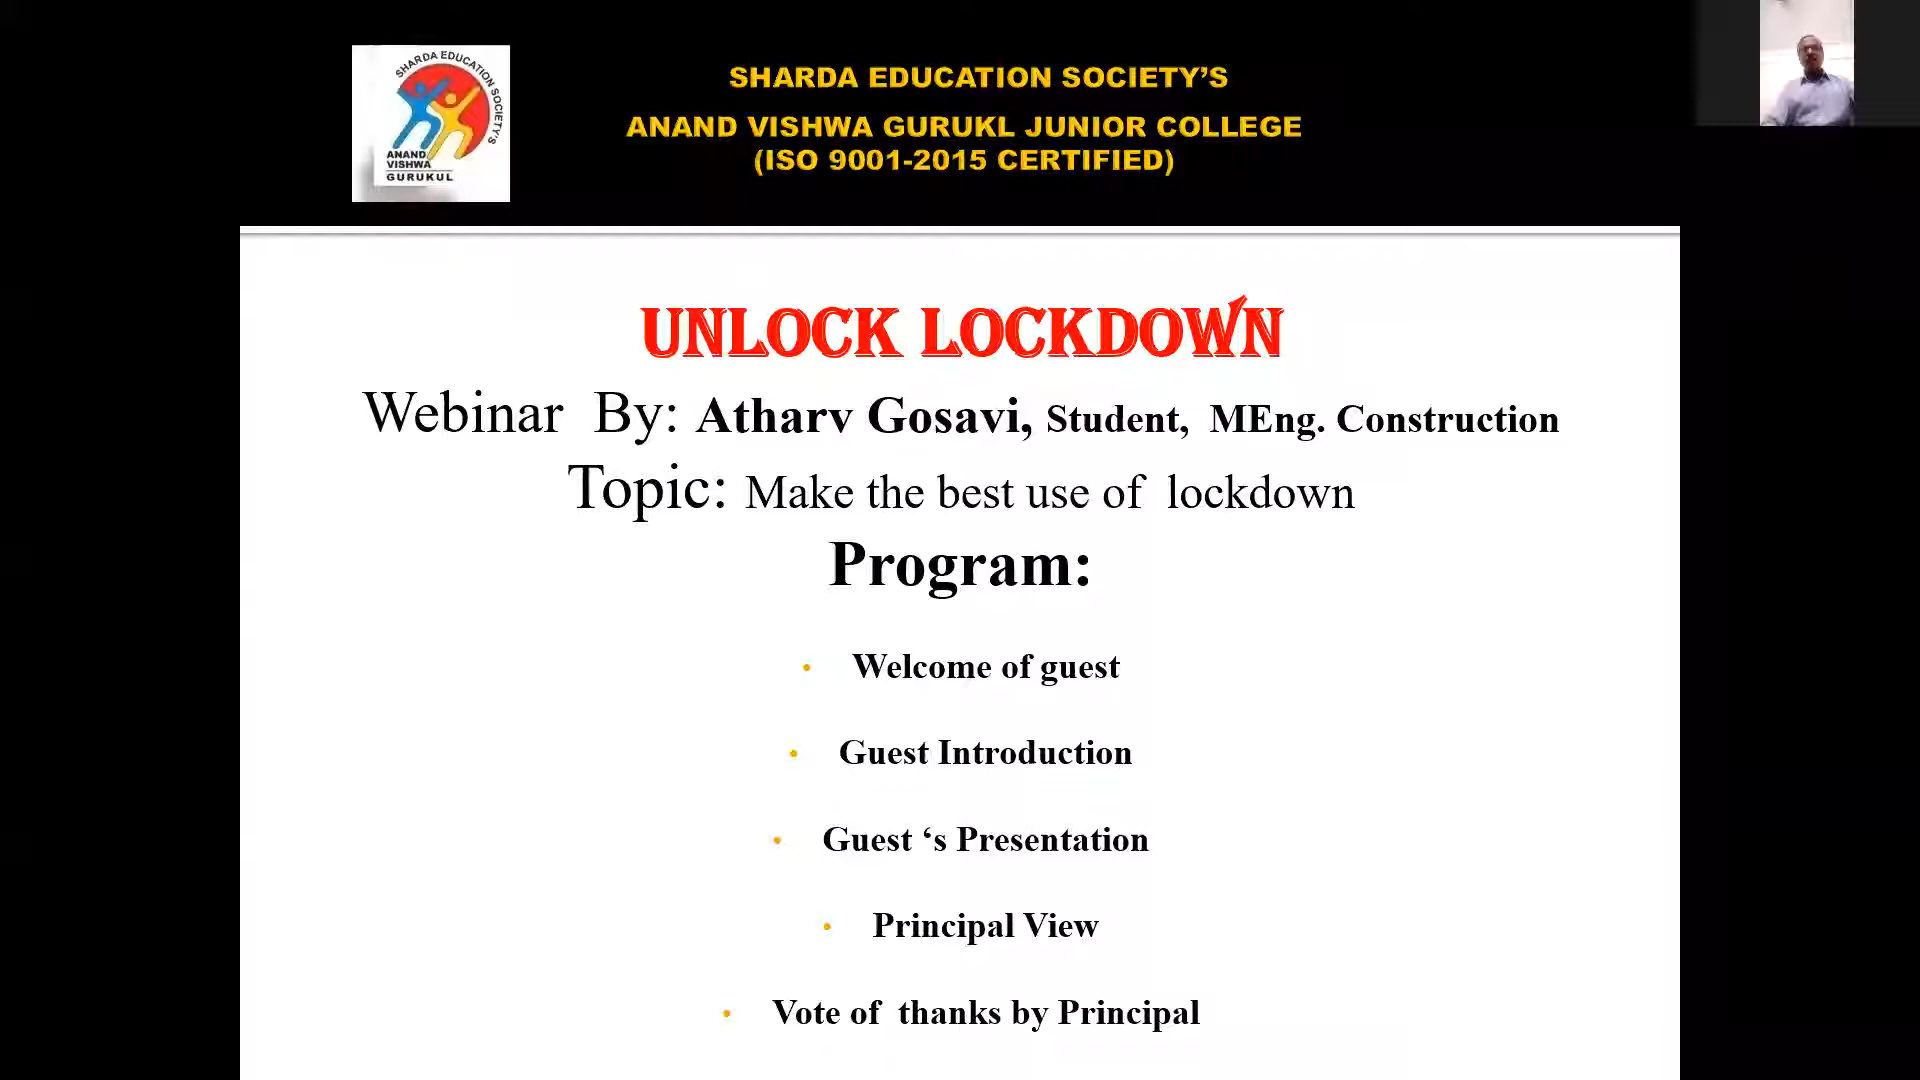 SHARDA EDUCATION SOCIETY'S
ANAND
VISHWA
GURUKUL
SHARDA EDUCATION SOCIETY’S
ANAND VISHWA GURUKL JUNIOR COLLEGE
(ISO 9001-2015 CERTIFIED)
UNLOCK LOCKDOWN
Webinar By: Atharv Gosavi, Student, MEng. Construction
Topic: Make the best use of lockdown
Program:
• Welcome of guest
• Guest Introduction
• Guest ‘s Presentation
• Principal View
• Vote of thanks by Principal